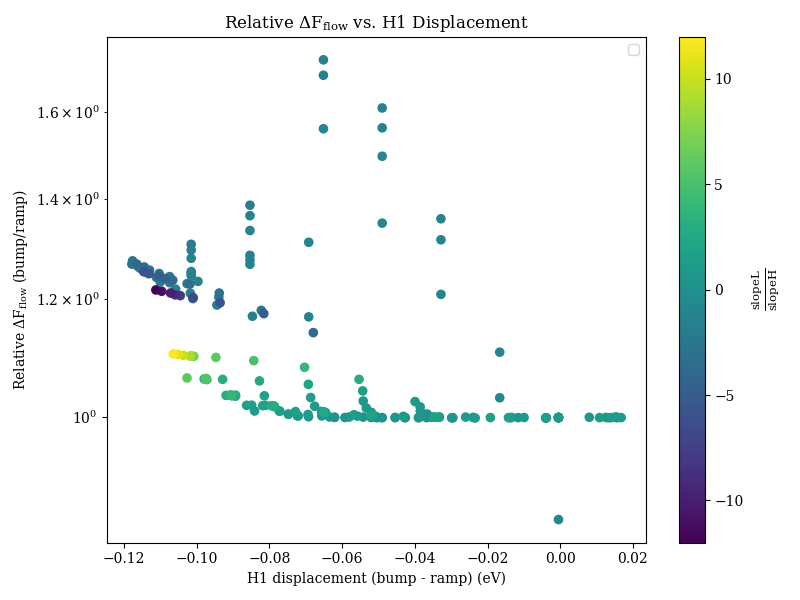 Relative ΔF_flow vs. H1 Displacement
Relative ΔF_flow (bump/ramp)
1.6 × 10⁰
1.4 × 10⁰
1.2 × 10⁰
10⁰
−0.12 −0.10 −0.08 −0.06 −0.04 −0.02 0.00 0.02
H1 displacement (bump - ramp) (eV)
10
5
0
−5
−10
slopeL
slopeH